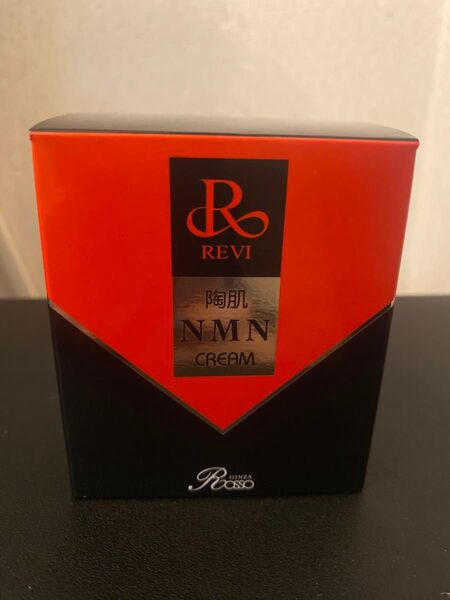 R
REVI
陶肌
NMN
CREAM
GINZA
Rosso